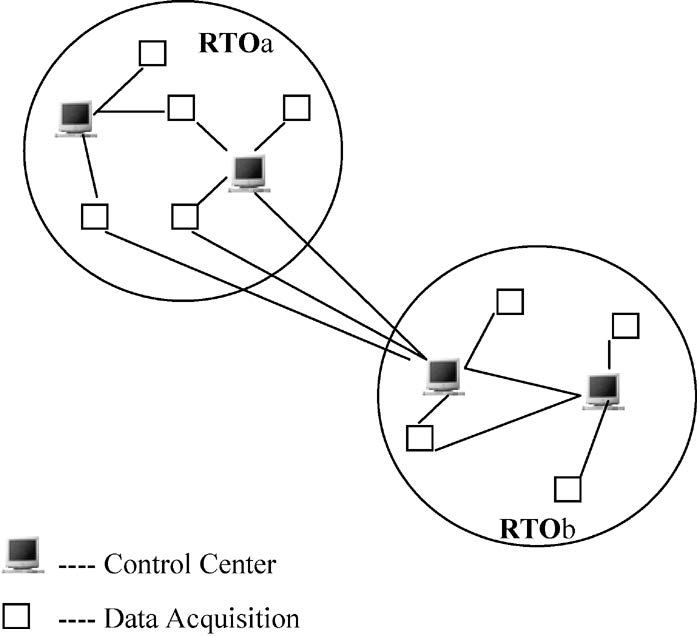 RTOa
RTOb
---- Control Center
---- Data Acquisition